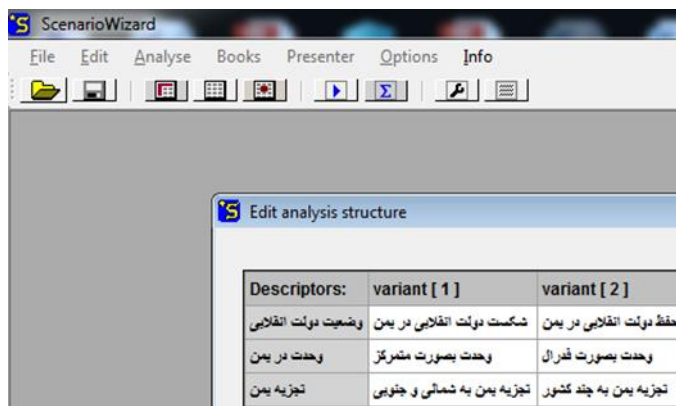 ScenarioWizard
File Edit Analyse Books Presenter Options Info
Edit analysis structure
Descriptors: variant [ 1 ] variant [ 2 ]
وضعیت دولت انقلابی شکست دولت انقلابی در یمن حفظ دولت انقلابی در یمن
وحدت در یمن وحدت بصورت متمرکز وحدت بصورت فدرال
تجزیه یمن تجزیه یمن به شمالی و جنوبی تجزیه یمن به چند کشور